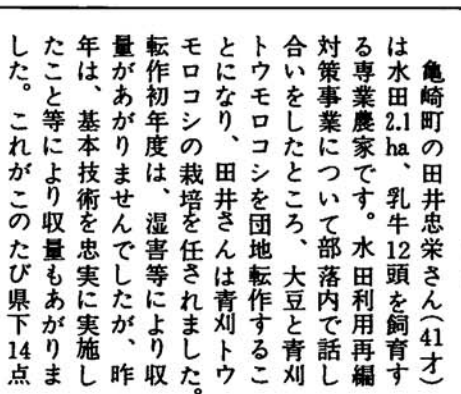 亀崎町の田井忠栄さん(41才)
は水田2.1ha、乳牛12頭を飼育す
る専業農家です。水田利用再編
対策事業について部落内で話し
合いをしたところ、大豆と青刈
トウモロコシを団地転作するこ
とになり、田井さんは青刈トウ
モロコシの栽培を任されました。
転作初年度は、湿害等により収
量があがりませんでしたが、昨
年は、基本技術を忠実に実施し
たこと等により収量もあがりま
した。これがこのたび県下14点